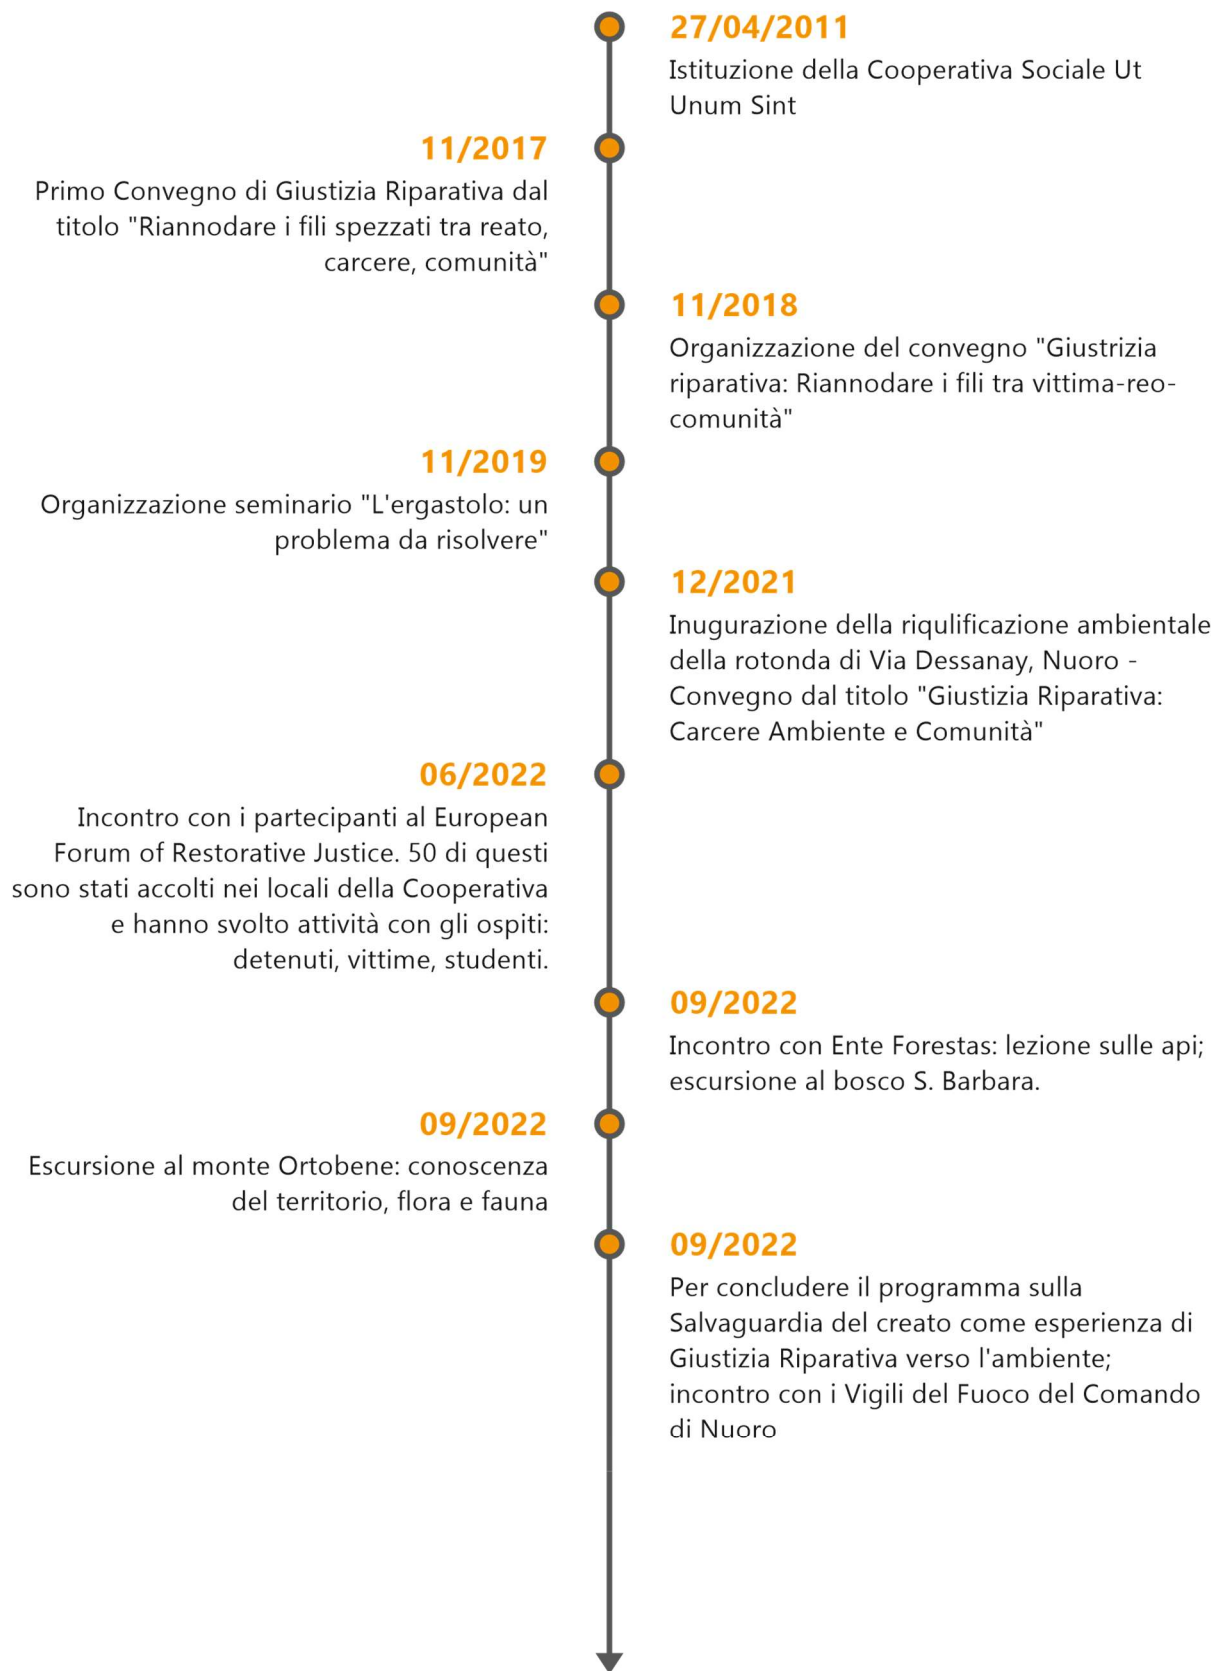 27/04/2011
Istituzione della Cooperativa Sociale Ut
Unum Sint
11/2017
Primo Convegno di Giustizia Riparativa dal
titolo "Riannodare i fili spezzati tra reato,
carcere, comunità"
11/2018
Organizzazione del convegno "Giustrizia
riparativa: Riannodare i fili tra vittima-reo-
comunità"
11/2019
Organizzazione seminario "L'ergastolo: un
problema da risolvere"
12/2021
Inugurazione della riqulificazione ambientale
della rotonda di Via Dessanay, Nuoro -
Convegno dal titolo "Giustizia Riparativa:
Carcere Ambiente e Comunità"
06/2022
Incontro con i partecipanti al European
Forum of Restorative Justice. 50 di questi
sono stati accolti nei locali della Cooperativa
e hanno svolto attività con gli ospiti:
detenuti, vittime, studenti.
09/2022
Incontro con Ente Forestas: lezione sulle api;
escursione al bosco S. Barbara.
09/2022
Escursione al monte Ortobene: conoscenza
del territorio, flora e fauna
09/2022
Per concludere il programma sulla
Salvaguardia del creato come esperienza di
Giustizia Riparativa verso l'ambiente;
incontro con i Vigili del Fuoco del Comando
di Nuoro